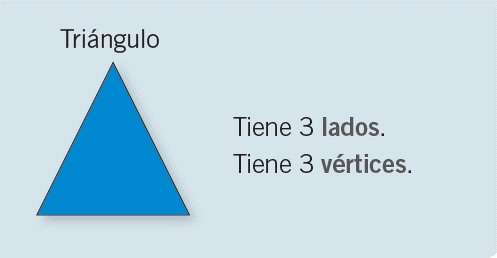 Triángulo
Tiene 3 lados.
Tiene 3 vértices.